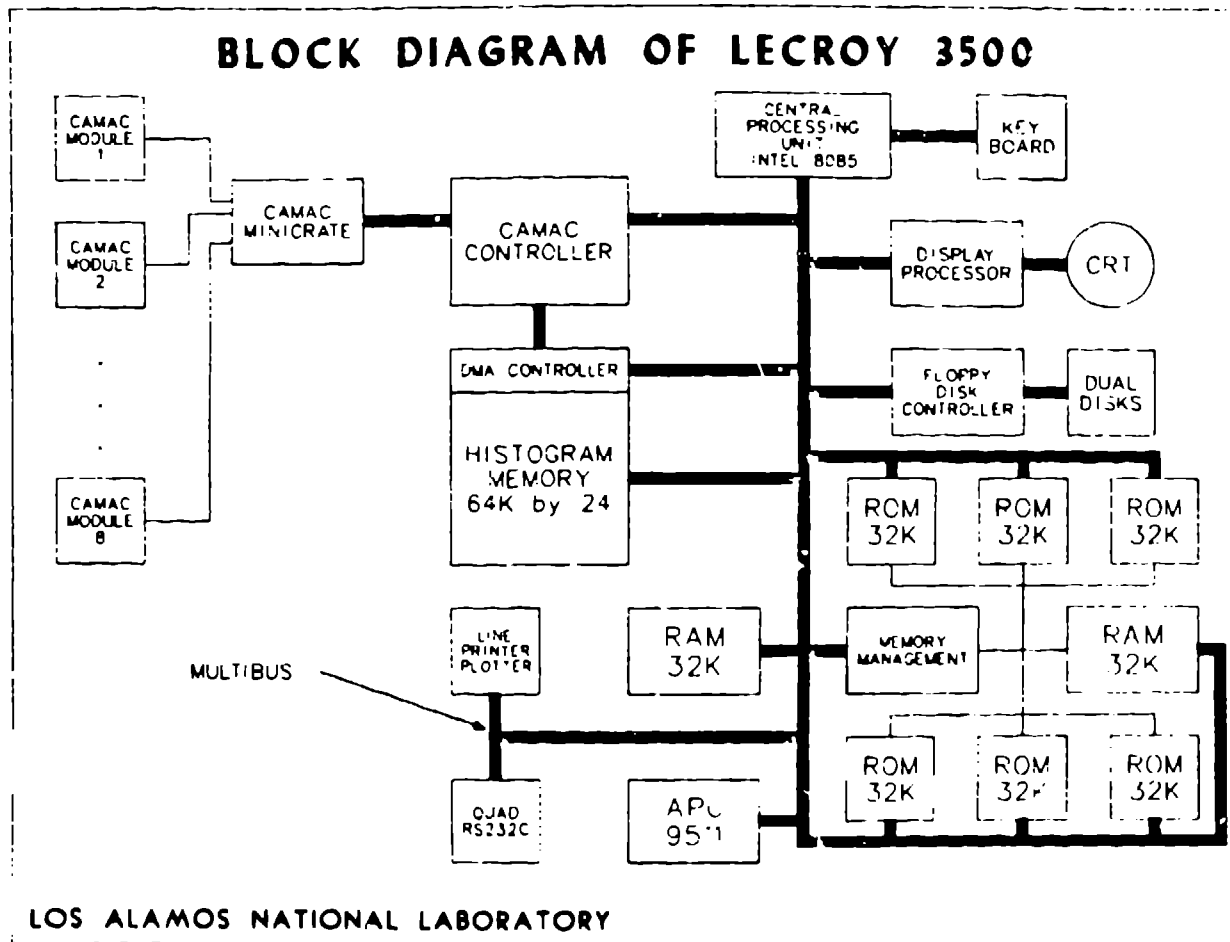 BLOCK DIAGRAM OF LECROY 3500
CAMAC
MODULE
1
CAMAC
MODULE
2
CAMAC
MODULE
8
CAMAC
MINICRATE
CAMAC
CONTROLLER
DMA CONTROLLER
HISTOGRAM
MEMORY
64K by 24
CENTRAL
PROCESSING
UNIT
INTEL 8085
KEY
BOARD
DISPLAY
PROCESSOR
CRT
FLOPPY
DISK
CONTROLLER
DUAL
DISKS
ROM
32K
ROM
32K
ROM
32K
LINE
PRINTER
PLOTTER
RAM
32K
MEMORY
MANAGEMENT
RAM
32K
MULTIBUS
QUAD
RS232C
APU
ROM
32K
ROM
32K
ROM
32K
LOS ALAMOS NATIONAL LABORATORY